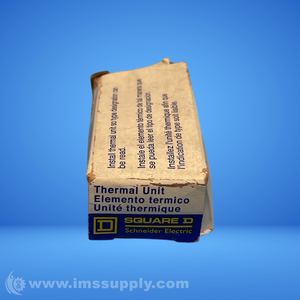 Install thermal unit so type designation can
be read.
Instale el elemento térmico de la manera que
se pueda leer el tipo de designación.
Installez l'unité thermique afin que
l'indication de type soit lisible.
Thermal Unit
Elemento termico
Unité thermique
D SQUARE D
Schneider Electric
© www.imssupply.com